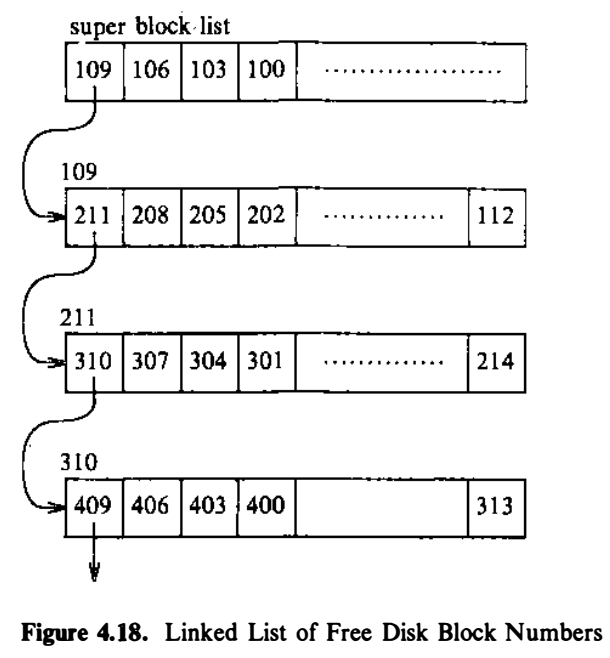 super block list
109 106 103 100 ....................
109
211 208 205 202 .............. 112
211
310 307 304 301 .............. 214
310
409 406 403 400 313
Figure 4.18. Linked List of Free Disk Block Numbers